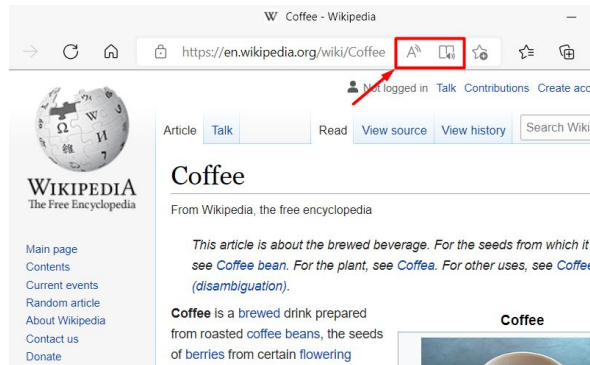 W Coffee - Wikipedia
https://en.wikipedia.org/wiki/Coffee
Not logged in Talk Contributions Create acc
Article Talk Read View source View history Search Wiki
WIKIPEDIA
The Free Encyclopedia
Coffee
From Wikipedia, the free encyclopedia
This article is about the brewed beverage. For the seeds from which it
see Coffee bean. For the plant, see Coffea. For other uses, see Coffee
(disambiguation).
Main page
Contents
Current events
Random article
About Wikipedia
Contact us
Donate
Coffee is a brewed drink prepared
from roasted coffee beans, the seeds
of berries from certain flowering
Coffee